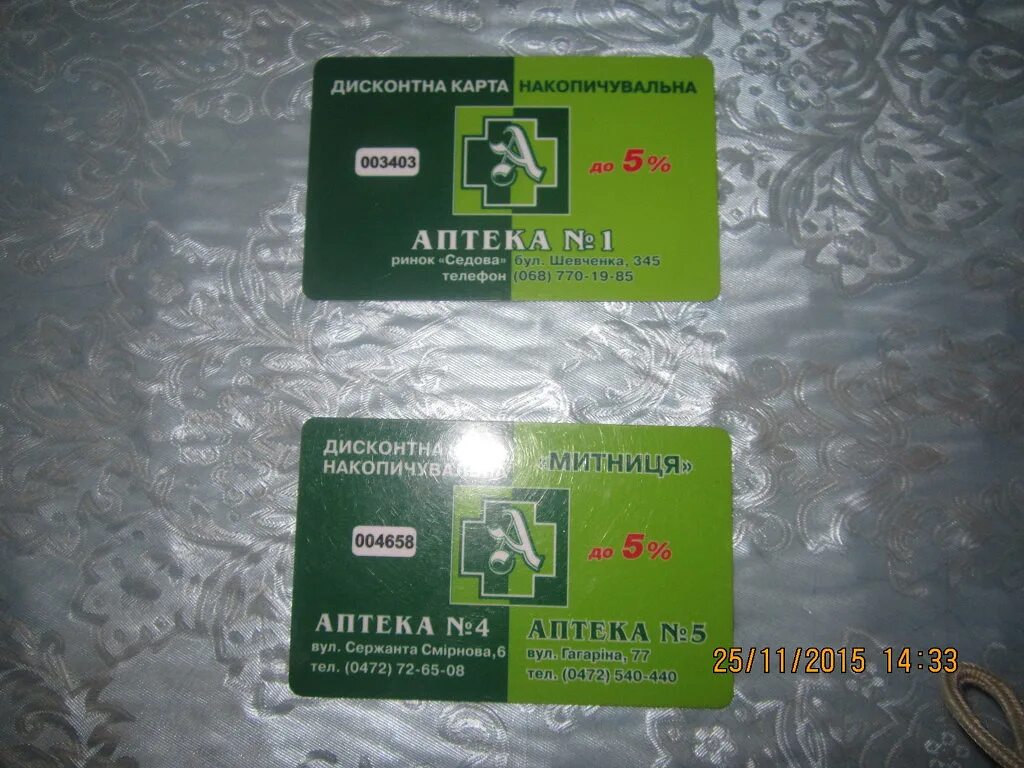 ДИСКОНТНА КАРТА НАКОПИЧУВАЛЬНА
003403
А
до 5%
АПТЕКА №1
ринок «Седова» бул. Шевченка, 345
телефон (068) 770-19-85
ДИСКОНТНА
НАКОПИЧУВАЛЬ
«МИТНИЦЯ»
004658
А
до 5%
АПТЕКА №4
вул. Сержанта Смірнова,6
тел. (0472) 72-65-08
АПТЕКА №5
вул. Гагаріна, 77
тел. (0472) 540-440
25/11/2015 14:33